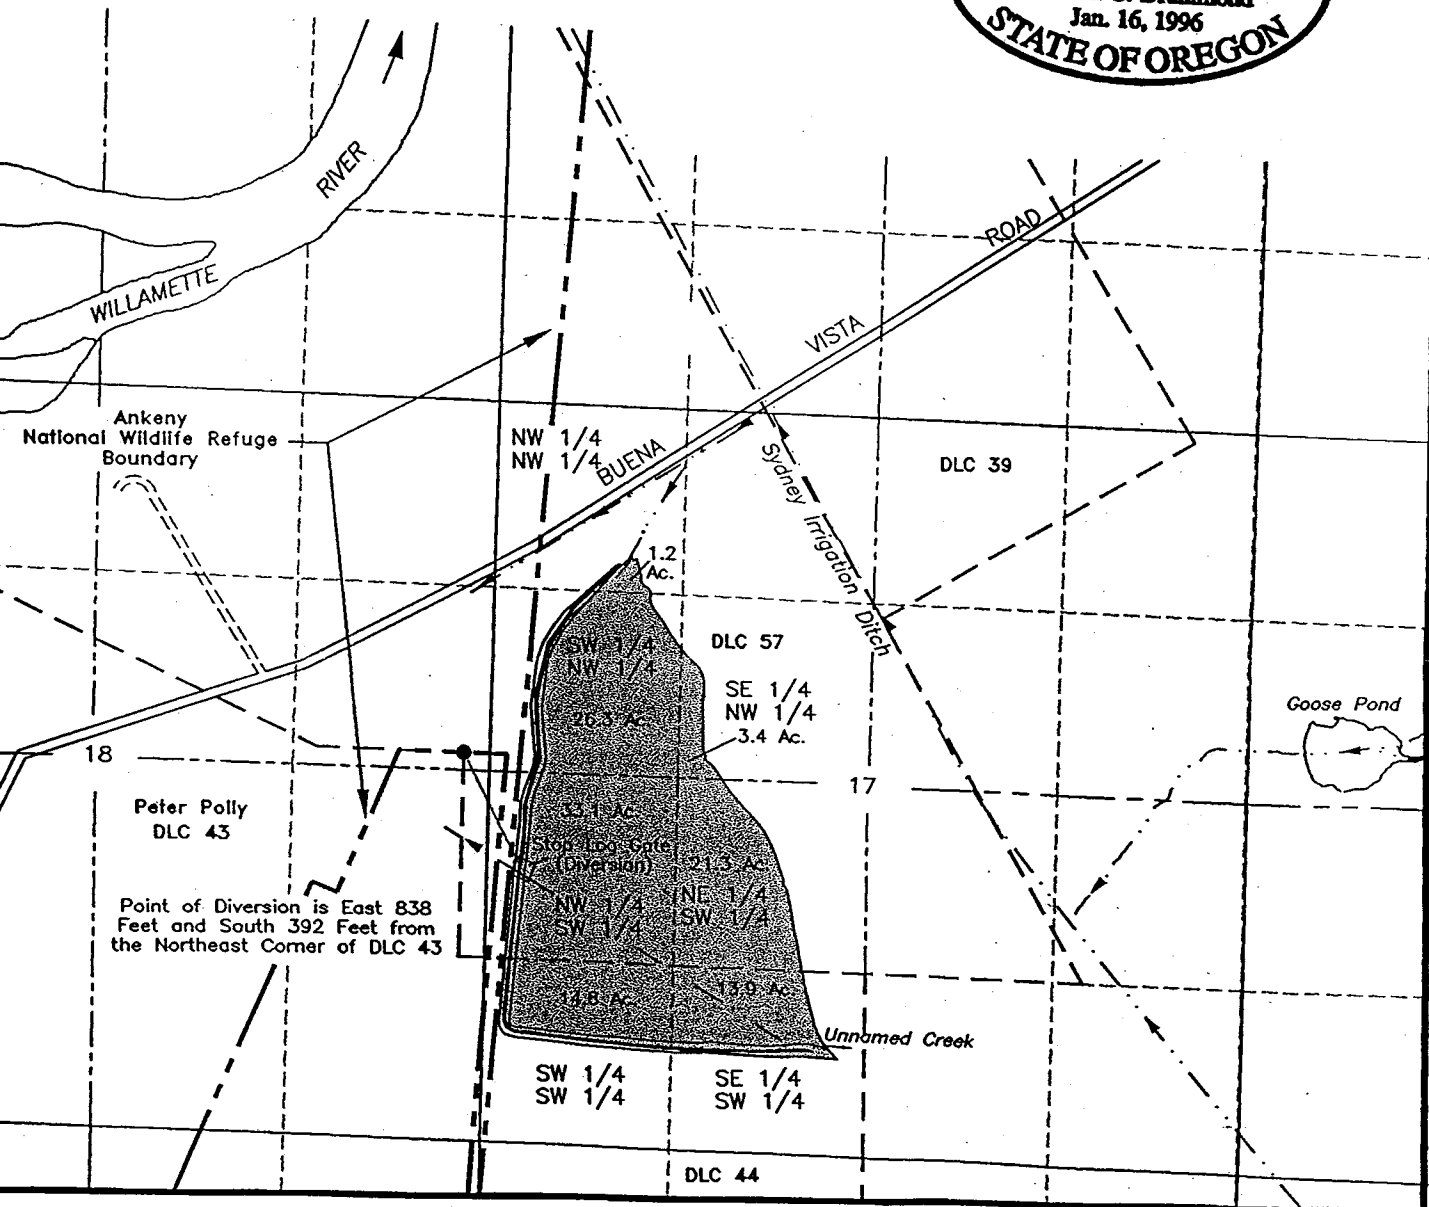 Jan. 16, 1996
STATE OF OREGON
RIVER
WILLAMETTE
ROAD
VISTA
BUENA
Ankeny
National Wildlife Refuge
Boundary
NW 1/4
NW 1/4
DLC 39
Sydney Irrigation Ditch
1.2
Ac.
SW 1/4
NW 1/4
DLC 57
SE 1/4
NW 1/4
3.4 Ac.
26.3 Ac.
Goose Pond
18
17
Peter Polly
DLC 43
33.1 Ac.
Stop Log Gate
(Diversion)
21.3 Ac.
NW 1/4
SW 1/4
NE 1/4
SW 1/4
Point of Diversion is East 838
Feet and South 392 Feet from
the Northeast Corner of DLC 43
13.9 Ac.
Unnamed Creek
SW 1/4
SW 1/4
SE 1/4
SW 1/4
DLC 44